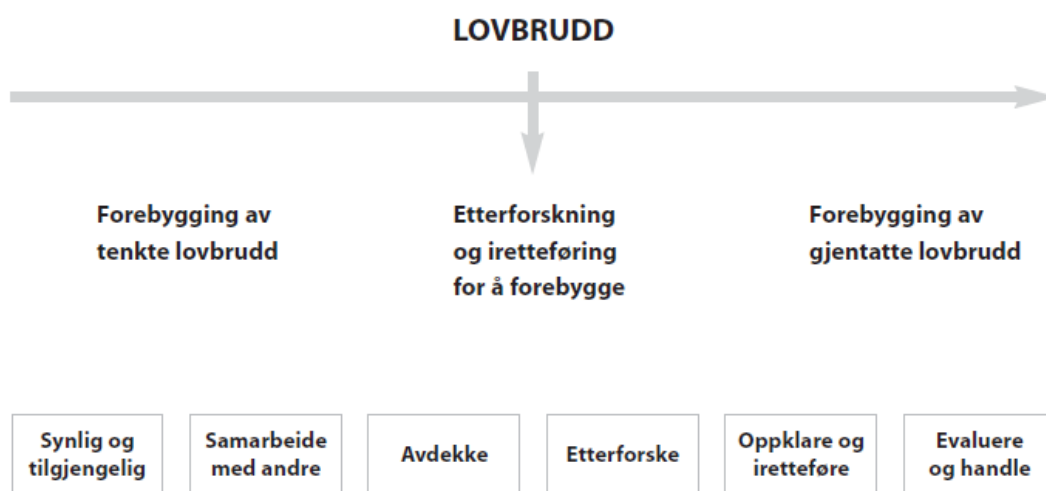 LOVBRUDD
Forebygging av
tenkte lovbrudd
Etterforskning
og iretteføring
for å forebygge
Forebygging av
gjentatte lovbrudd
Synlig og
tilgjengelig
Samarbeide
med andre
Avdekke
Etterforske
Oppklare og
iretteføre
Evaluere
og handle